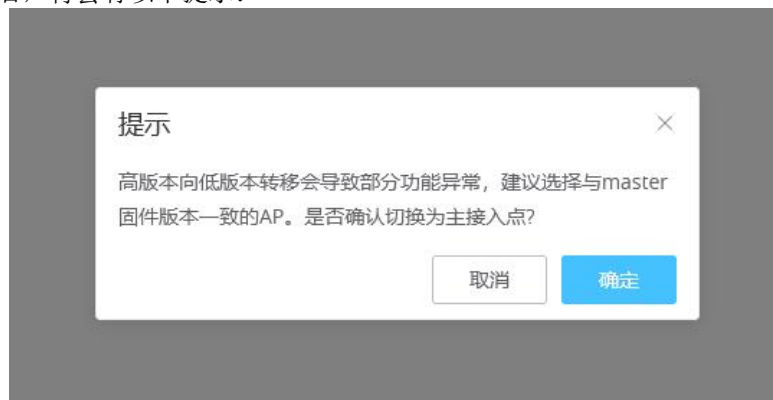 提示
高版本向低版本转移会导致部分功能异常，建议选择与master
固件版本一致的AP。是否确认切换为主接入点?
取消
确定